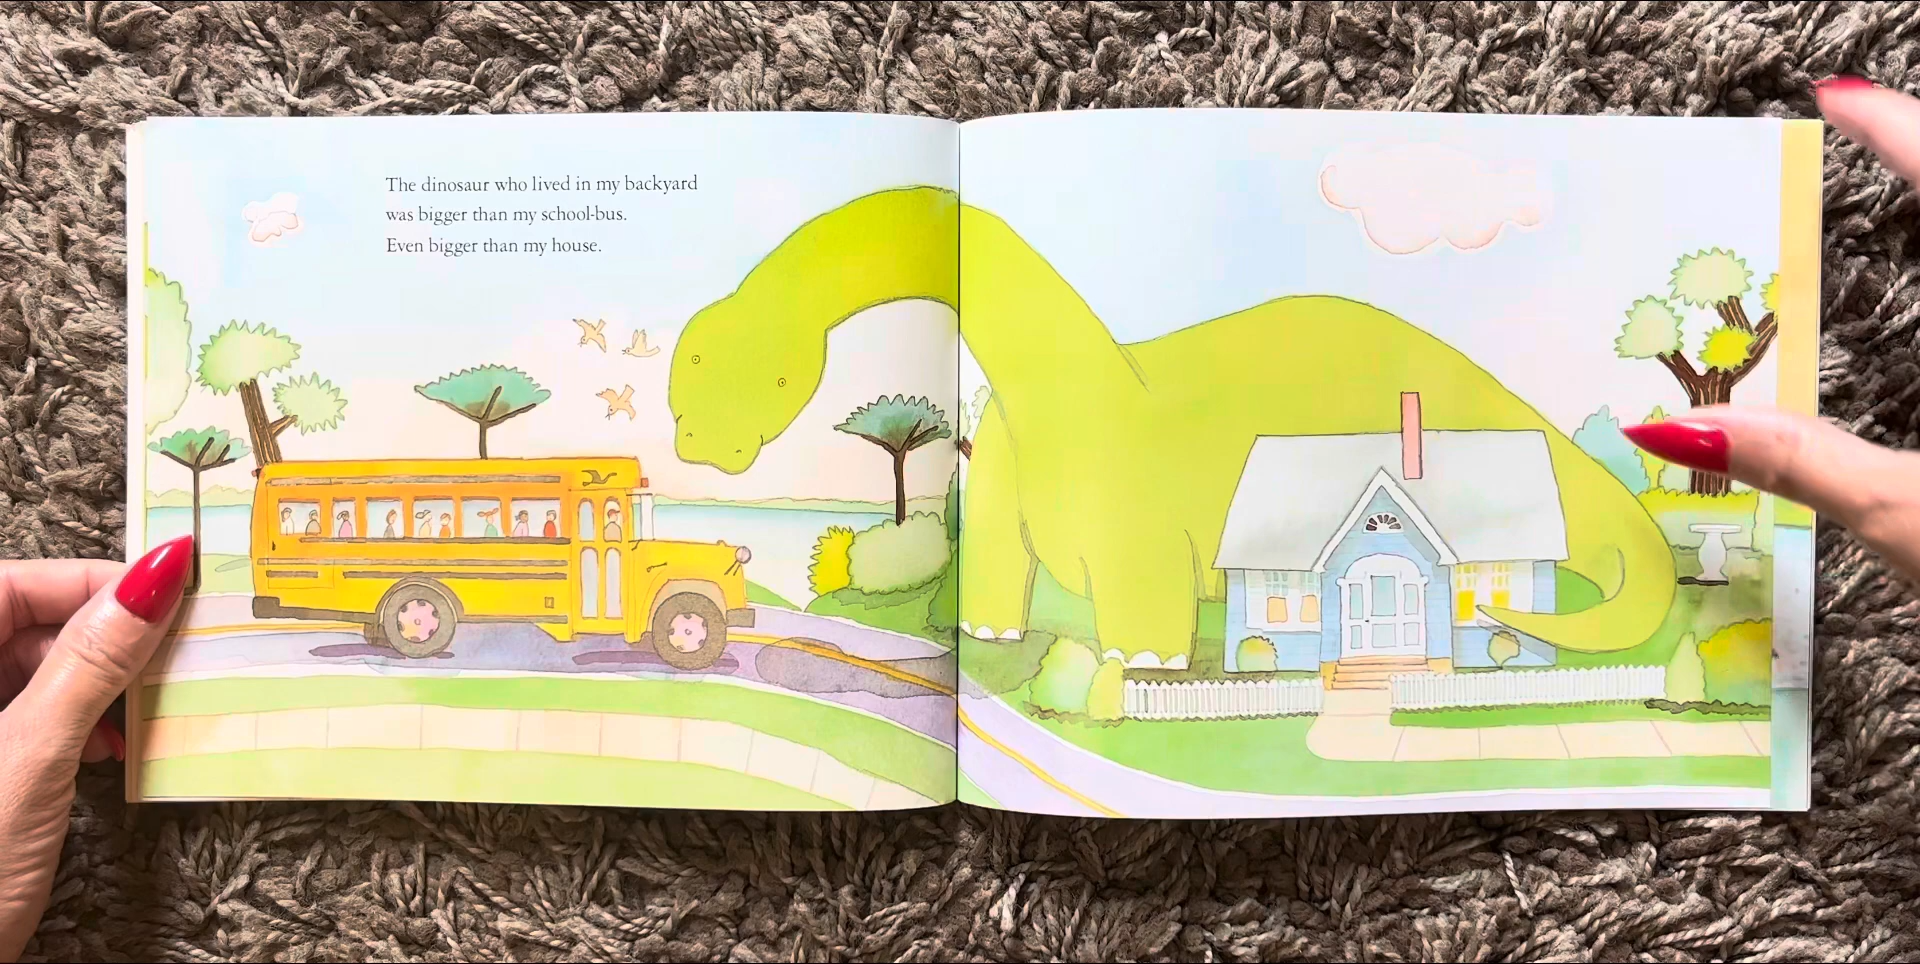 The dinosaur who lived in my backyard
was bigger than my school-bus.
Even bigger than my house.